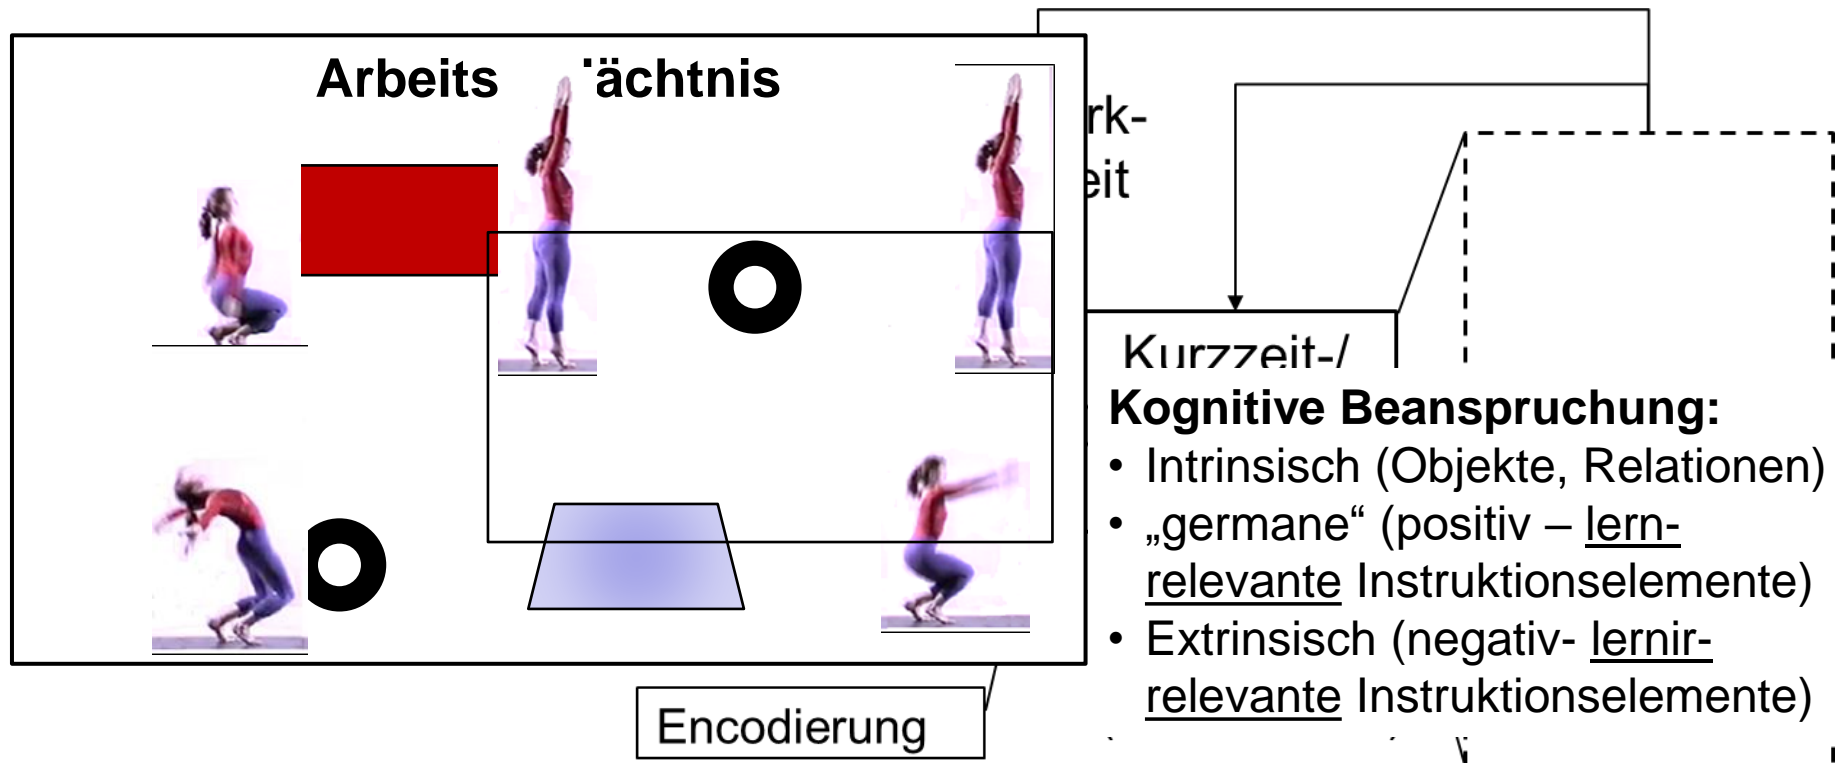 Arbeits ächtnis
rk-
eit
Kurzzeit-/
Kognitive Beanspruchung:
• Intrinsisch (Objekte, Relationen)
• „germane“ (positiv – lern-
relevante Instruktionselemente)
• Extrinsisch (negativ- lernir-
relevante Instruktionselemente)
Encodierung